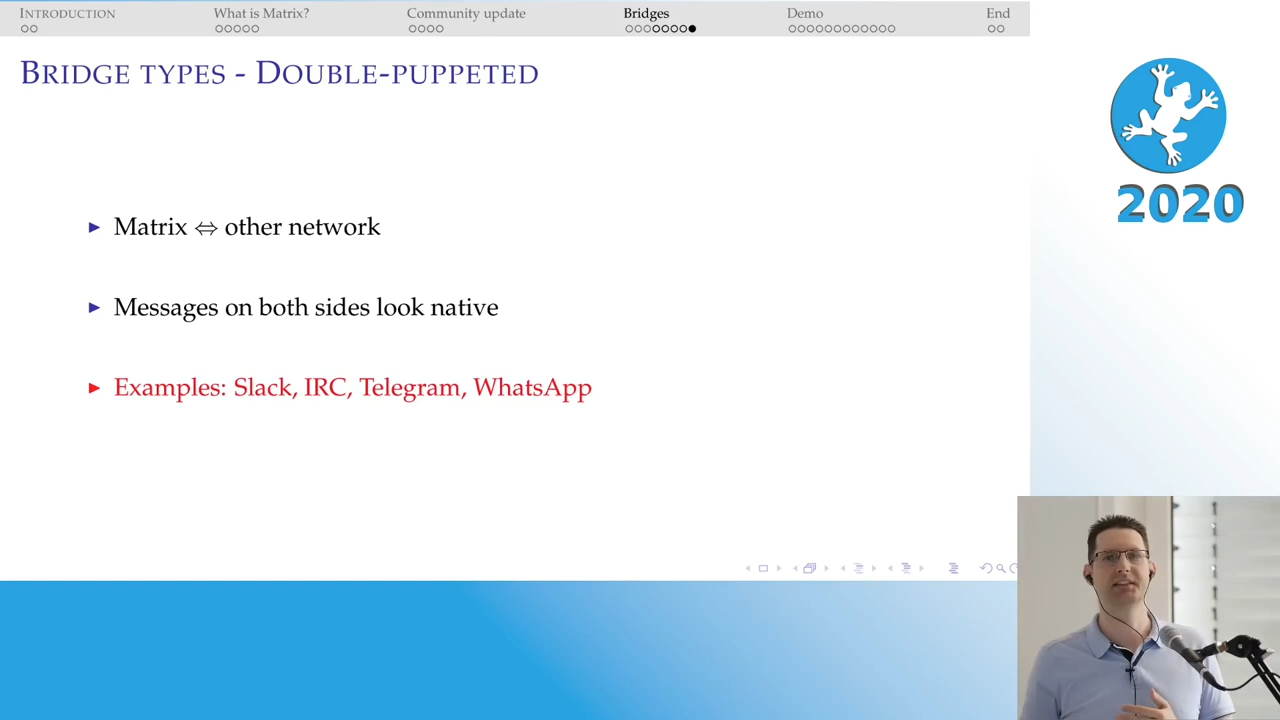 INTRODUCTION
What is Matrix?
Community update
Bridges
Demo
End
BRIDGE TYPES - DOUBLE-PUPPETED
Matrix ⇔ other network
Messages on both sides look native
Examples: Slack, IRC, Telegram, WhatsApp
2020